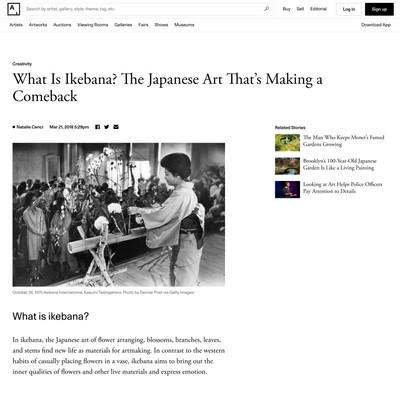 A.
Search by artist, gallery, style, theme, tag, etc.
Buy Sell Editorial Log in Sign up
Artists Artworks Auctions Viewing Rooms Galleries Fairs Shows Museums Download App
Creativity
What Is Ikebana? The Japanese Art That's Making a
Comeback
Natalia Cenci Mar 21, 2018 5:29pm
Related Stories
The Man Who Keeps Monet's Famed
Gardens Growing
Brooklyn's 100-Year-Old Japanese
Garden Is Like a Living Painting
Looking at Art Helps Police Officers
Pay Attention to Details
October 28, 1975 Ikebana International, Kasumi Teshigahara. Photo by Denver Post via Getty Images.
What is ikebana?
In ikebana, the Japanese art of flower arranging, blossoms, branches, leaves,
and stems find new life as materials for artmaking. In contrast to the western
habits of casually placing flowers in a vase, ikebana aims to bring out the
inner qualities of flowers and other live materials and express emotion.